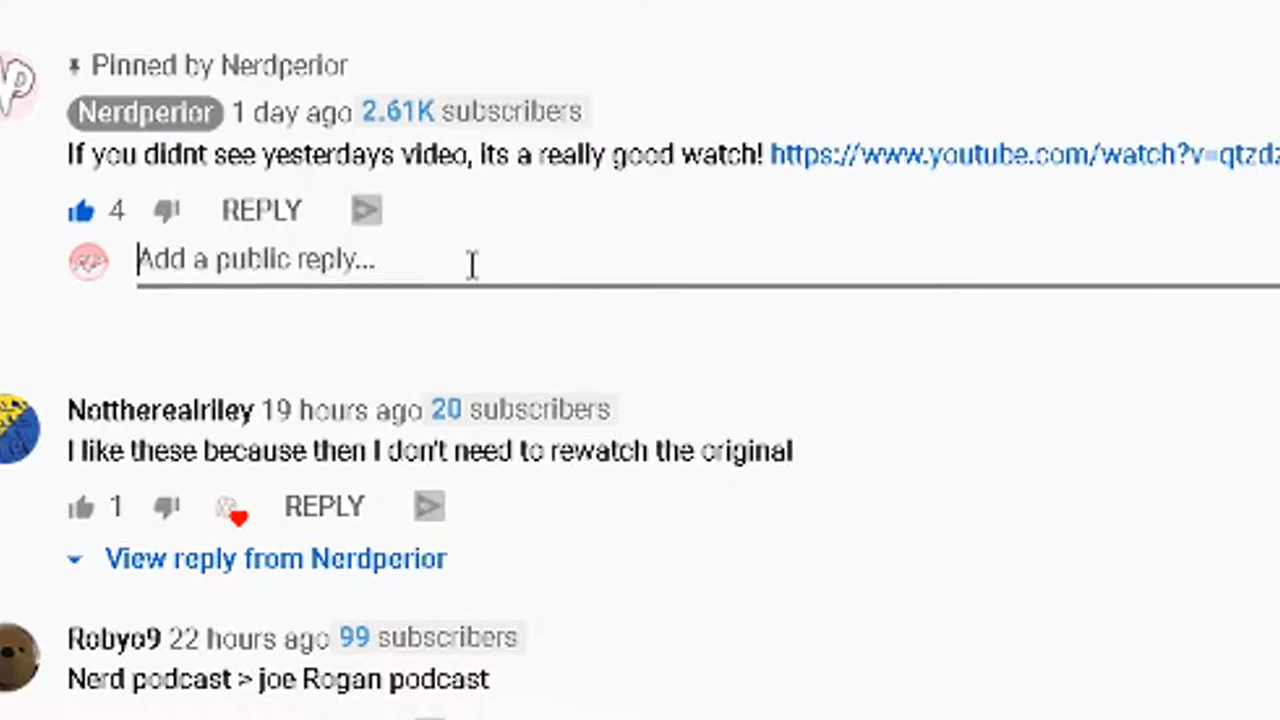 Pinned by Nerdperior
Nerdperior 1 day ago 2.61K subscribers
If you didnt see yesterdays video, its a really good watch! https://www.youtube.com/watch?v=qtzdz
4 REPLY
Add a public reply...
Nottherealriley 19 hours ago 20 subscribers
I like these because then I don't need to rewatch the original
1 REPLY
View reply from Nerdperior
Robyo9 22 hours ago 99 subscribers
Nerd podcast > joe Rogan podcast